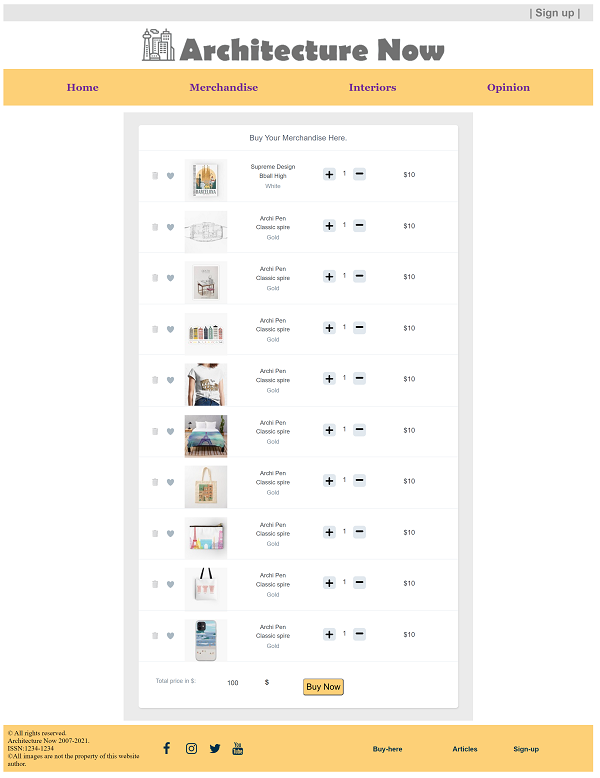 | Sign up |
Architecture Now
Home Merchandise Interiors Opinion
Buy Your Merchandise Here.
Supreme Design
Bball High
White
1
$10
BARCELONA
Archi Pen
Classic spire
Gold
1
$10
Archi Pen
Classic spire
Gold
1
$10
Archi Pen
Classic spire
Gold
1
$10
Archi Pen
Classic spire
Gold
1
$10
Archi Pen
Classic spire
Gold
1
$10
Archi Pen
Classic spire
Gold
1
$10
Archi Pen
Classic spire
Gold
1
$10
Archi Pen
Classic spire
Gold
1
$10
Archi Pen
Classic spire
Gold
1
$10
Total price in $: 100 $ Buy Now
© All rights reserved.
Architecture Now 2007-2021.
ISSN:1234-1234
©All images are not the property of this website
author.
You
Tube
Buy-here Articles Sign-up